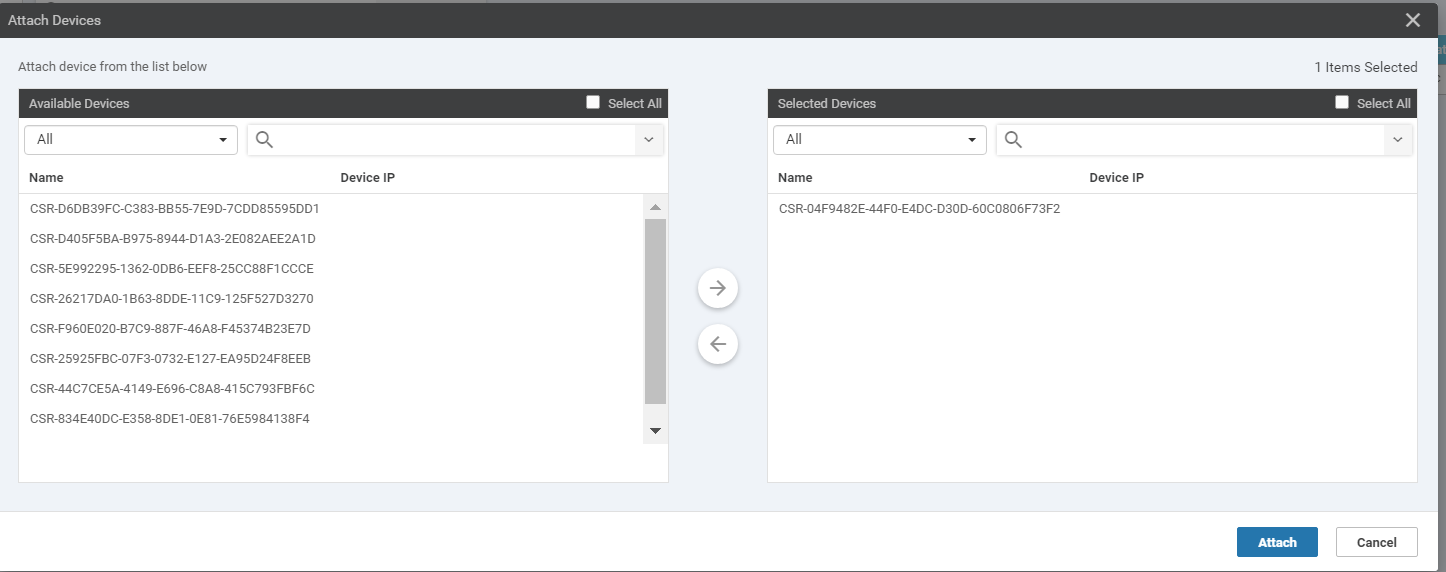 Attach Devices
Attach device from the list below
1 Items Selected
Available Devices
Select All
All
Name Device IP
CSR-D6DB39FC-C383-BB55-7E9D-7CDD85595DD1
CSR-D405F5BA-B975-8944-D1A3-2E082AEE2A1D
CSR-5E992295-1362-0DB6-EEF8-25CC88F1CCCE
CSR-26217DA0-1B63-8DDE-11C9-125F527D3270
CSR-F960E020-B7C9-887F-46A8-F45374B23E7D
CSR-25925FBC-07F3-0732-E127-EA95D24F8EEB
CSR-44C7CE5A-4149-E696-C8A8-415C793FBF6C
CSR-834E40DC-E358-8DE1-0E81-76E5984138F4
Selected Devices
Select All
All
Name Device IP
CSR-04F9482E-44F0-E4DC-D30D-60C0806F73F2
Attach
Cancel